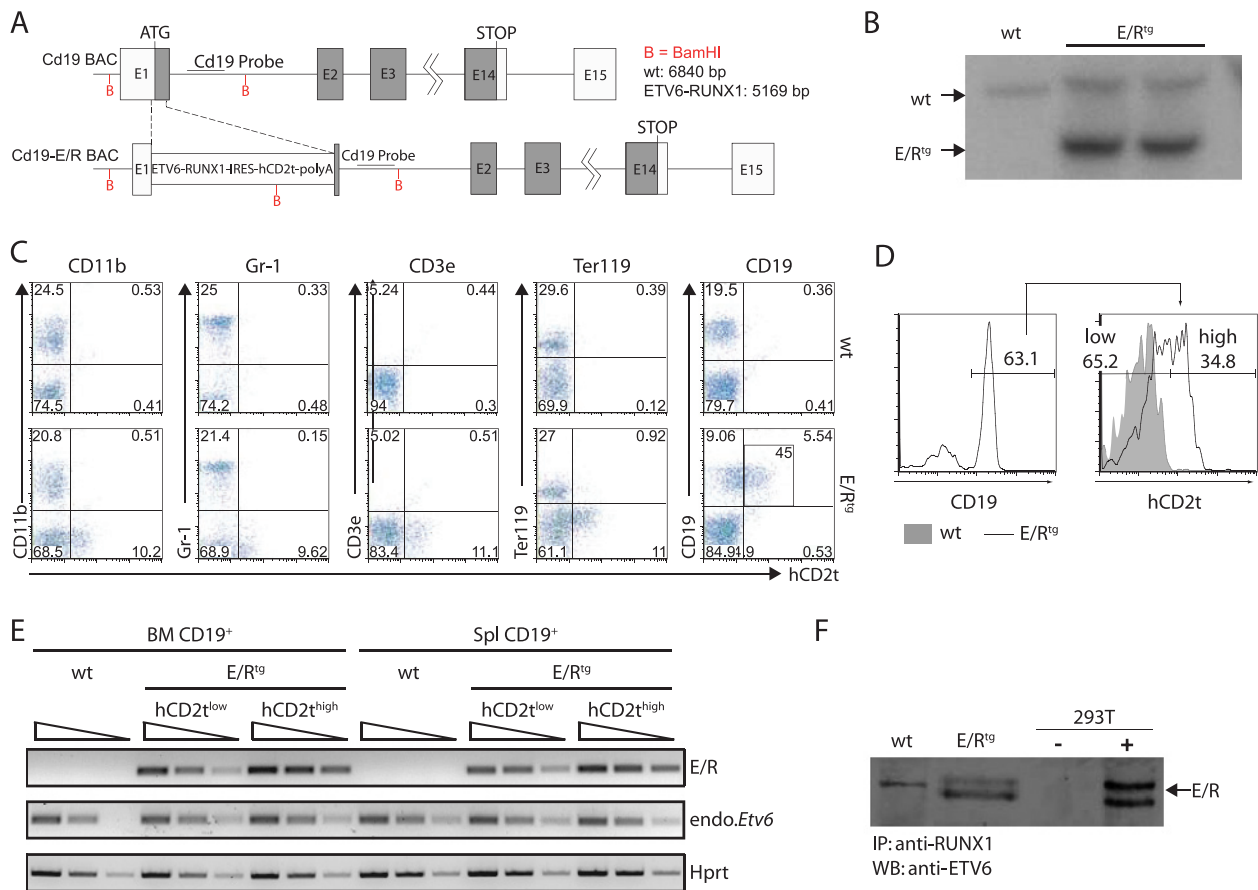 A
ATG
STOP
Cd19 BAC
E1
Cd19 Probe
E2
E3
E14
E15
B
B
B = BamHI
wt: 6840 bp
ETV6-RUNX1: 5169 bp
STOP
Cd19-E/R BAC
E1
ETV6-RUNX1-IRES-hCD2t-polyA
Cd19 Probe
E2
E3
E14
E15
B
B
B
B
wt
E/Rtg
wt
E/Rtg
C
CD11b
Gr-1
CD3e
Ter119
CD19
24.5
0.53
74.5
0.41
25
0.33
74.2
0.48
5.24
0.44
94
0.3
29.6
0.39
69.9
0.12
19.5
0.36
79.7
0.41
wt
20.8
0.51
68.5
10.2
21.4
0.15
68.9
9.62
5.02
0.51
83.4
11.1
27
0.92
61.1
11
9.06
5.54
45
84.9
4.9
0.53
E/Rtg
CD11b
Gr-1
CD3e
Ter119
CD19
hCD2t
D
63.1
low
65.2
high
34.8
CD19
hCD2t
wt
E/Rtg
E
BM CD19+
Spl CD19+
wt
E/Rtg
wt
E/Rtg
hCD2tlow
hCD2thigh
hCD2tlow
hCD2thigh
E/R
endo.Etv6
Hprt
F
293T
wt
E/Rtg
-
+
E/R
IP: anti-RUNX1
WB: anti-ETV6